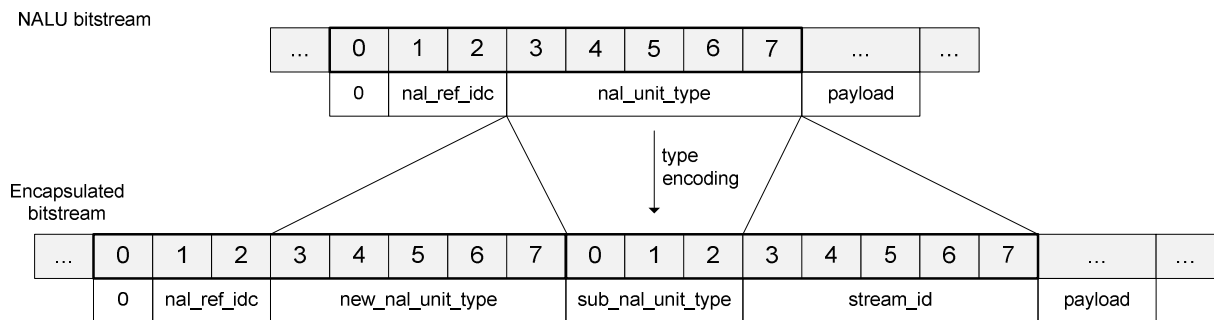 NALU bitstream
... 0 1 2 3 4 5 6 7 ... ...
0 nal_ref_idc nal_unit_type payload
type
encoding
Encapsulated
bitstream
... 0 1 2 3 4 5 6 7 0 1 2 3 4 5 6 7 ... ...
0 nal_ref_idc new_nal_unit_type sub_nal_unit_type stream_id payload